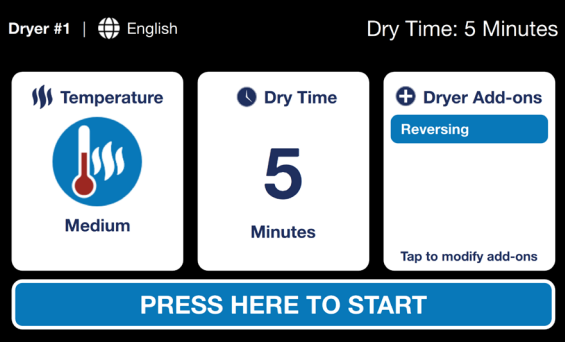 Dryer #1 | English
Dry Time: 5 Minutes
Temperature
Medium
Dry Time
5
Minutes
Dryer Add-ons
Reversing
Tap to modify add-ons
PRESS HERE TO START